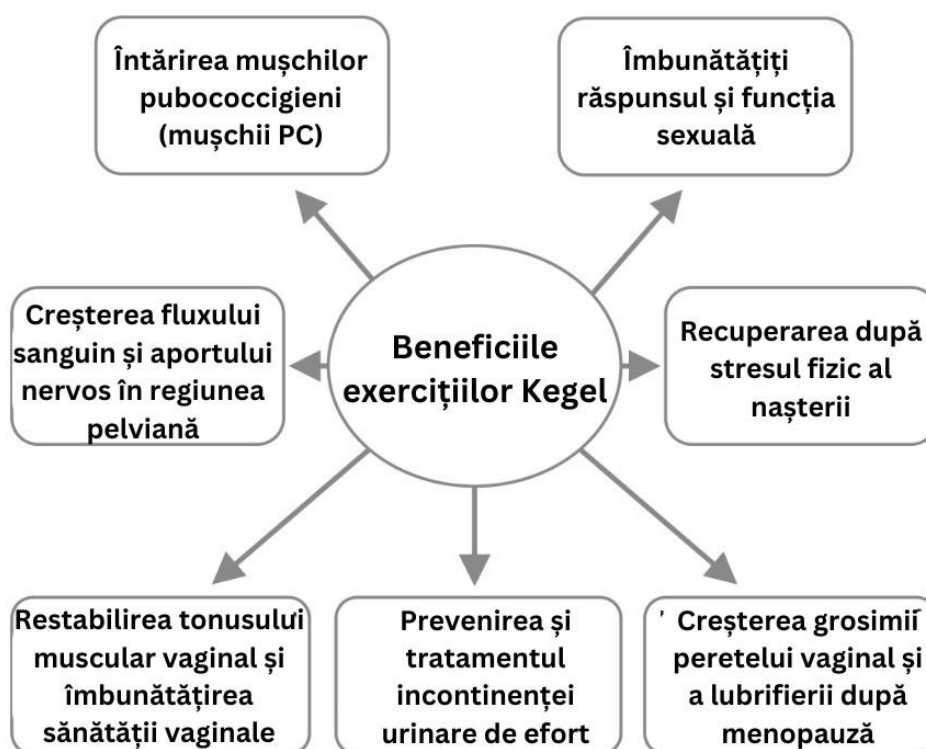 Întărirea mușchilor
pubococcigieni
(mușchii PC)
Îmbunătățiți
răspunsul și funcția
sexuală
Creșterea fluxului
sanguin și aportului
nervos în regiunea
pelviană
Beneficiile
exercițiilor Kegel
Recuperarea după
stresul fizic al
nașterii
Restabilirea tonusului
muscular vaginal și
îmbunătățirea
sănătății vaginale
Prevenirea și
tratamentul
incontinenței
urinare de efort
Creșterea grosimii
peretelui vaginal și
a lubrifierii după
menopauză